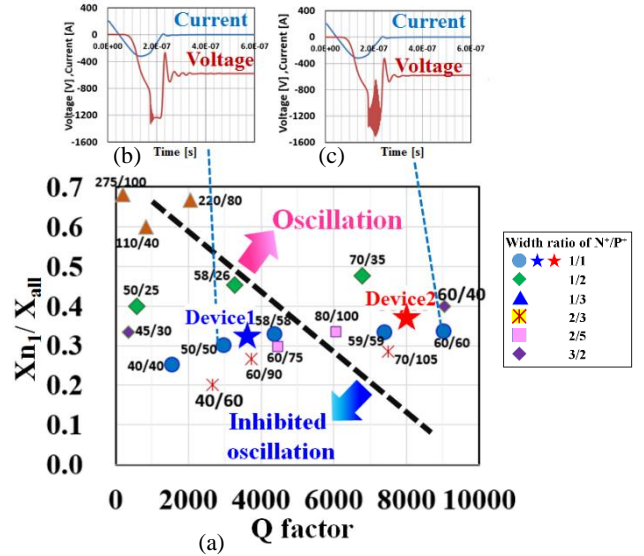 Voltage [V] ,Current [A]
400
0
-400
-800
-1200
-1600
Current
0.0E+00 2.0E-07 4.0E-07 6.0E-07
Voltage
Time [s]
(b)
Voltage [V] ,Current [A]
400
0
-400
-800
-1200
-1600
Current
0.0E+00 2.0E-07 4.0E-07 6.0E-07
Voltage
Time [s]
(c)
Xn1/ Xall
0.7
0.6
0.5
0.4
0.3
0.2
0.1
0.0
275/100
220/80
110/40
Oscillation
58/26
70/35
50/25
Device2
60/40
45/30
Device1
58/58
80/100
59/59
60/60
50/50
40/40
60/75
70/105
60/90
40/60
Inhibited
oscillation
0 2000 4000 6000 8000 10000
Q factor
(a)
Width ratio of N+/P+
1/1
1/2
1/3
2/3
2/5
3/2